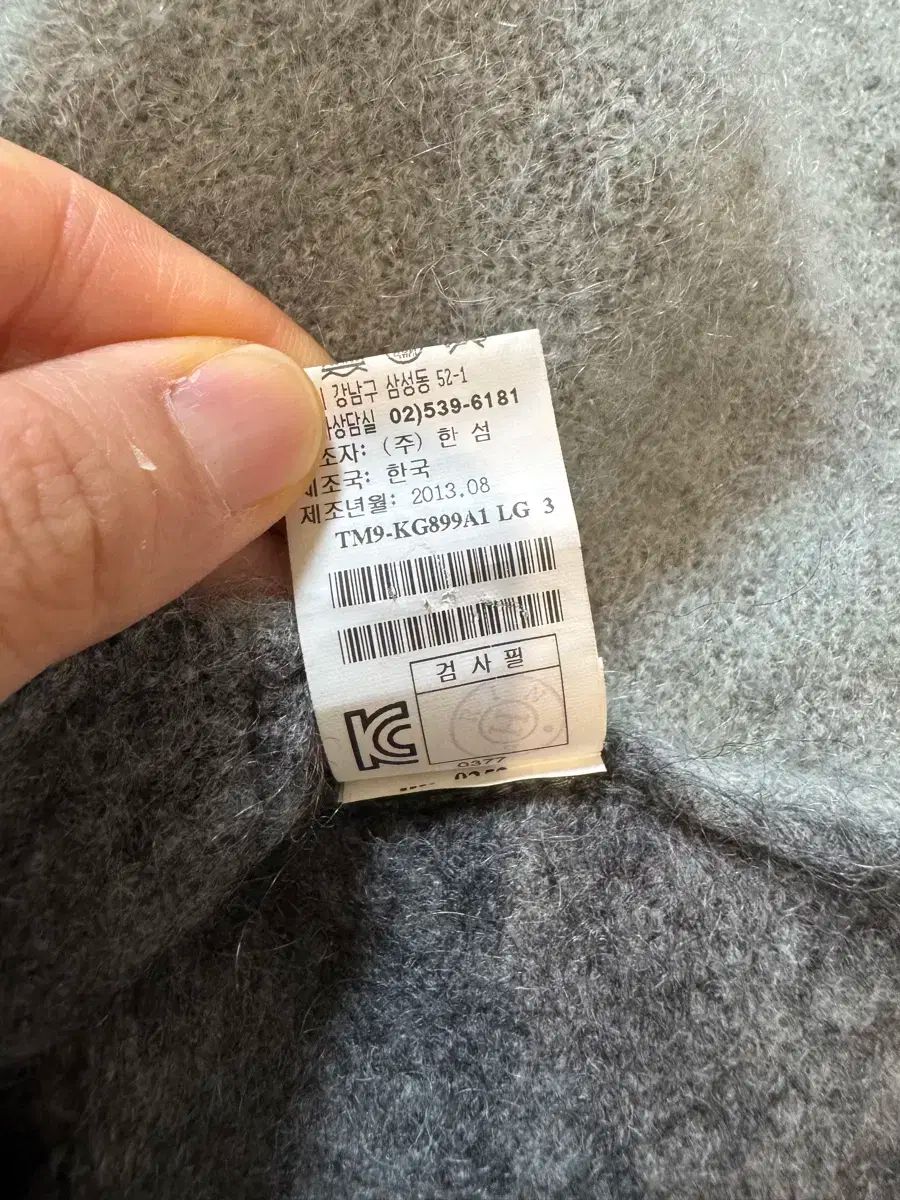 강남구 삼성동 52-1
상담실 02)539-6181
조자: (주) 한 섬
제조국: 한국
제조년월: 2013.08
TM9-KG899A1 LG 3
검 사 필
KC
0377